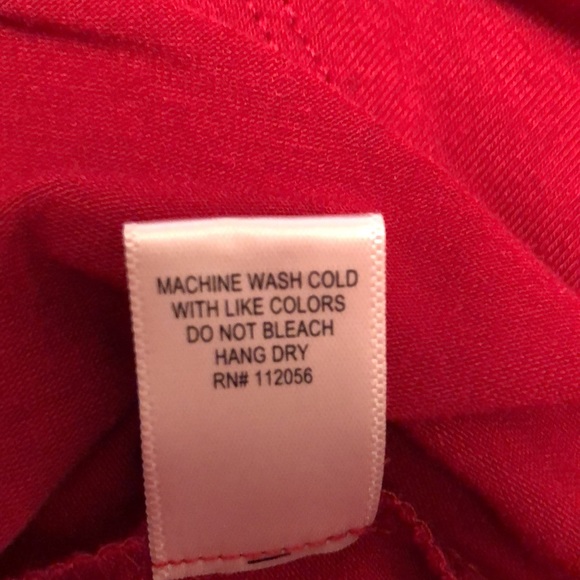 MACHINE WASH COLD
WITH LIKE COLORS
DO NOT BLEACH
HANG DRY
RN# 112056